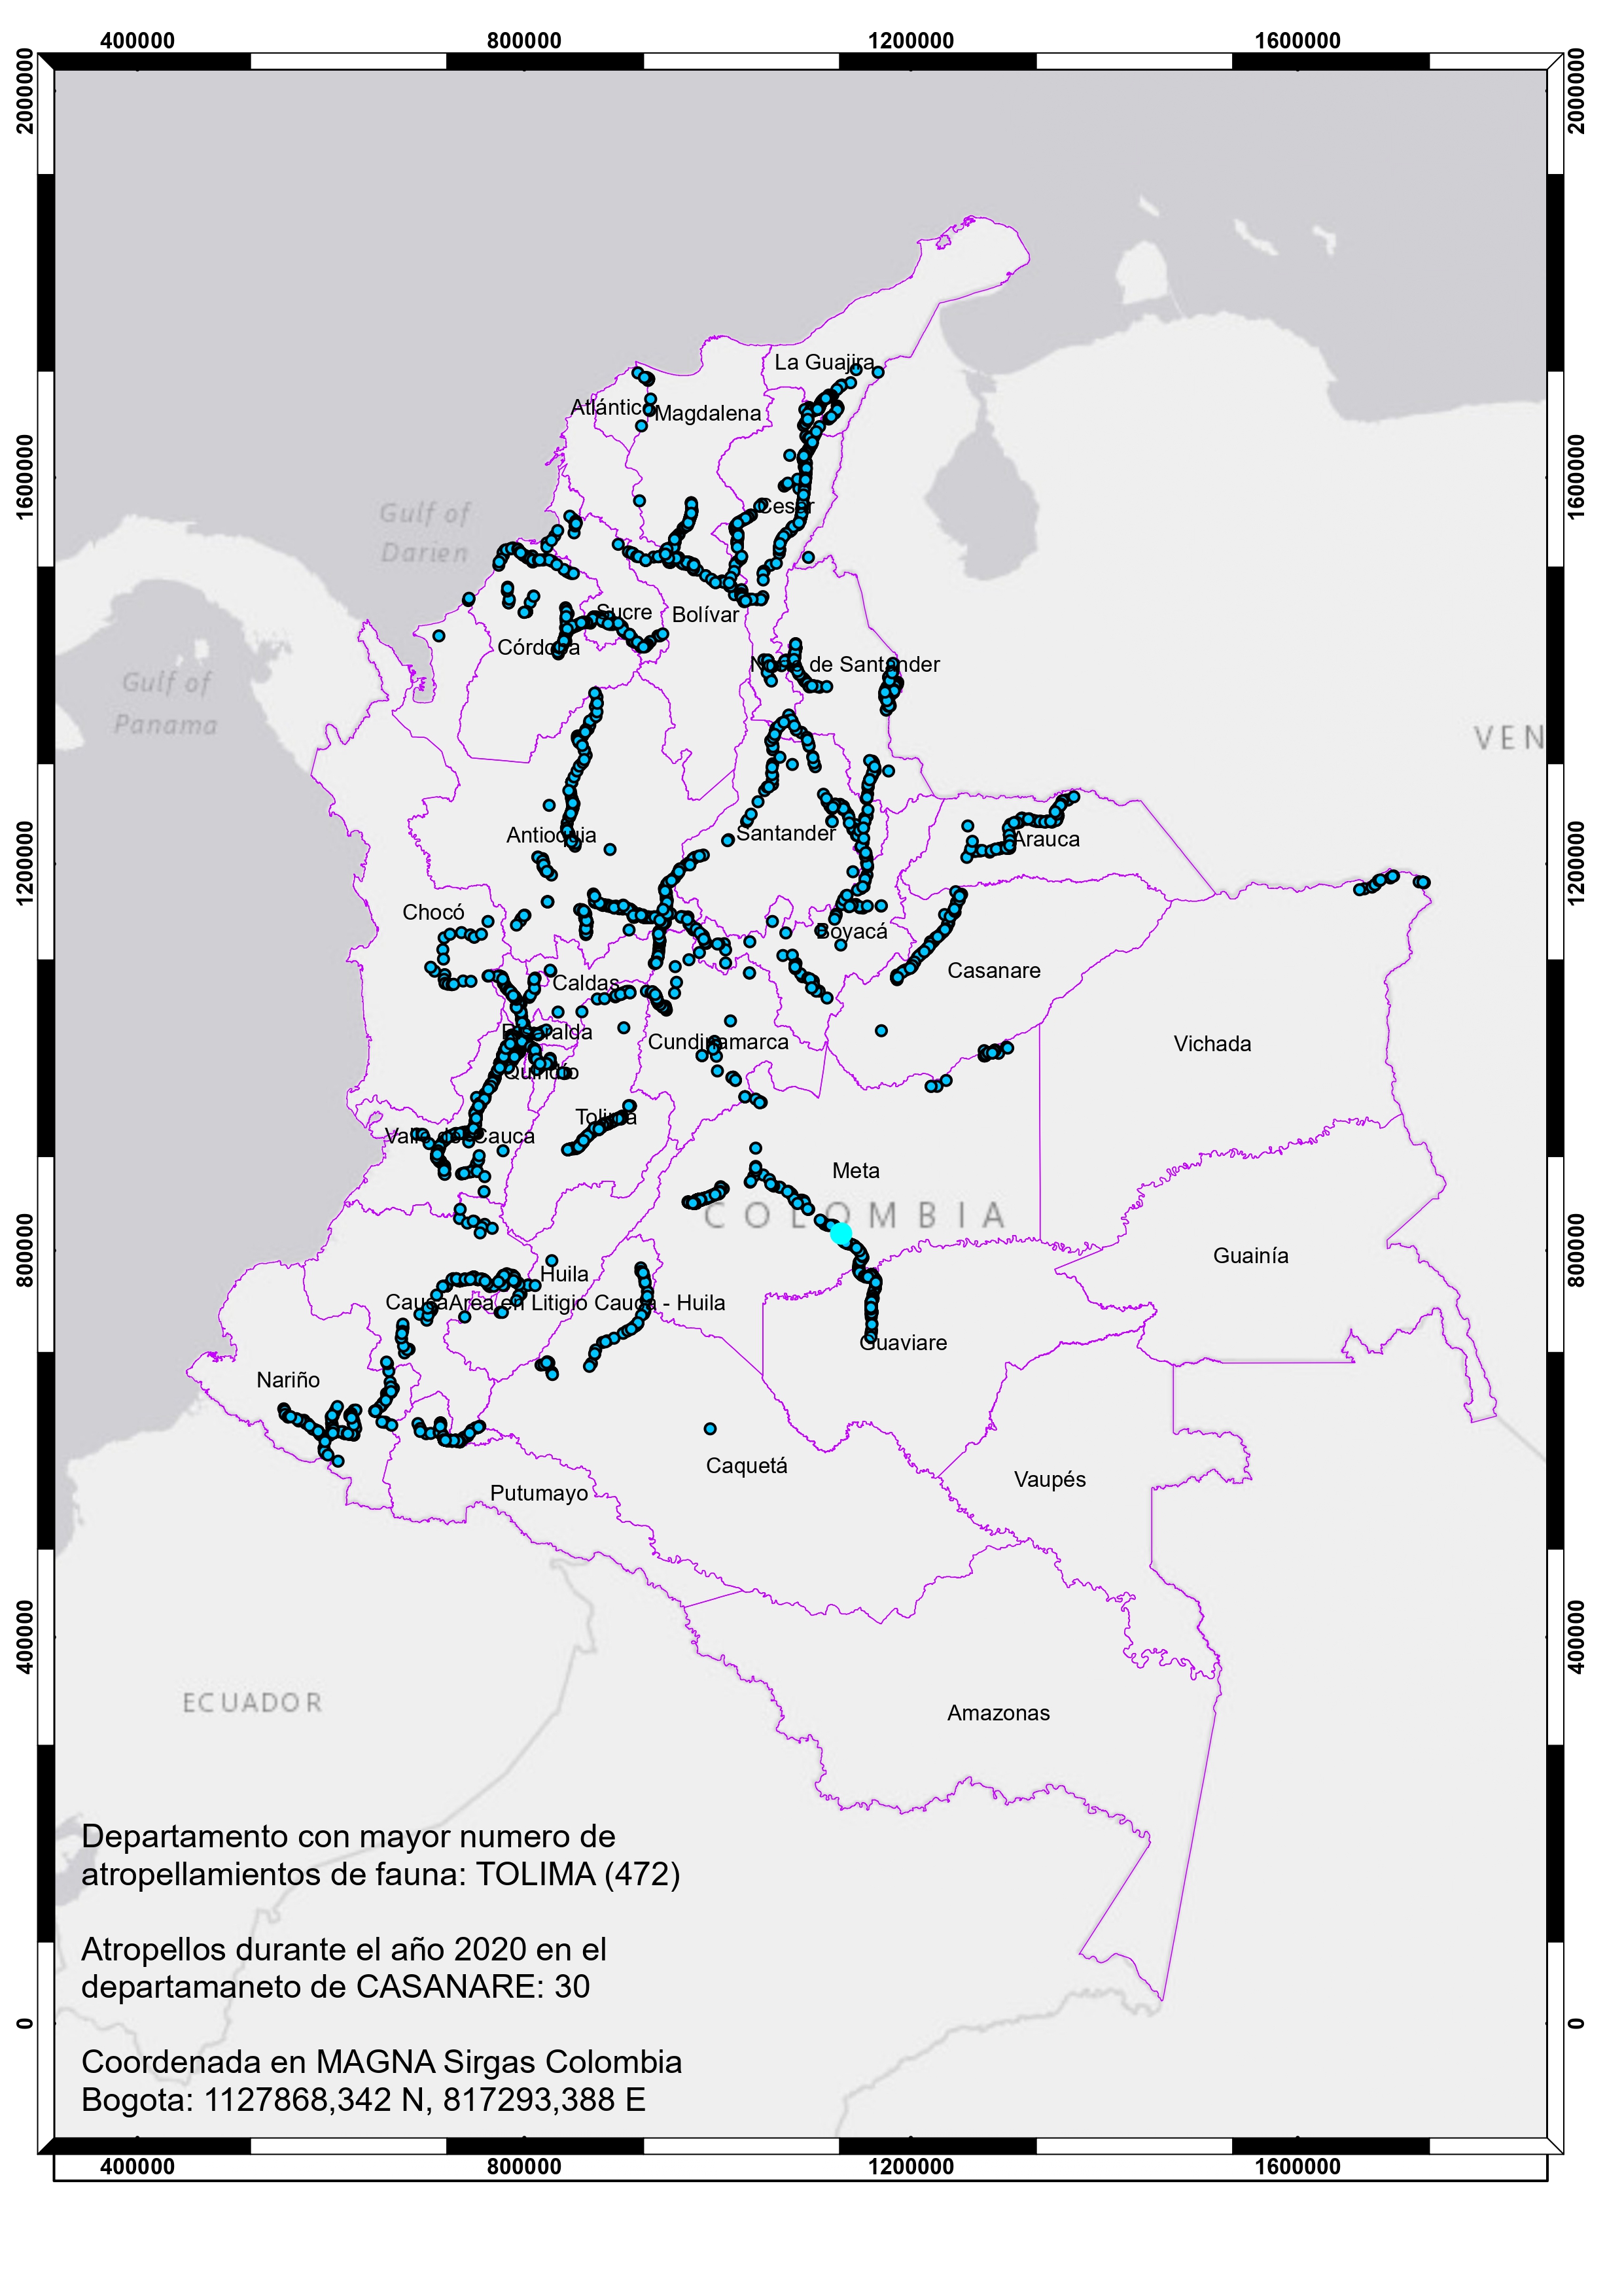 400000 800000 1200000 1600000
2000000 2000000
La Guajira
Atlántico Magdalena
1600000 1600000
Cesar
Gulf of
Darien
Sucre Bolívar
Córdoba
Norte de Santander
Gulf of
Panama
VEN
Antioquia Santander Arauca
1200000 1200000
Chocó
Boyacá
Casanare
Caldas
Risaralda Cundinamarca Vichada
Quindío
Tolima
Valle del Cauca
Meta
COLOMBIA
800000 800000
Guainía
Huila
Cauca Area en Litigio Cauca - Huila
Guaviare
Nariño
Caquetá
Vaupés
Putumayo
400000 400000
ECUADOR
Amazonas
Departamento con mayor numero de
atropellamientos de fauna: TOLIMA (472)
Atropellos durante el año 2020 en el
departamaneto de CASANARE: 30
0 0
Coordenada en MAGNA Sirgas Colombia
Bogota: 1127868,342 N, 817293,388 E
400000 800000 1200000 1600000